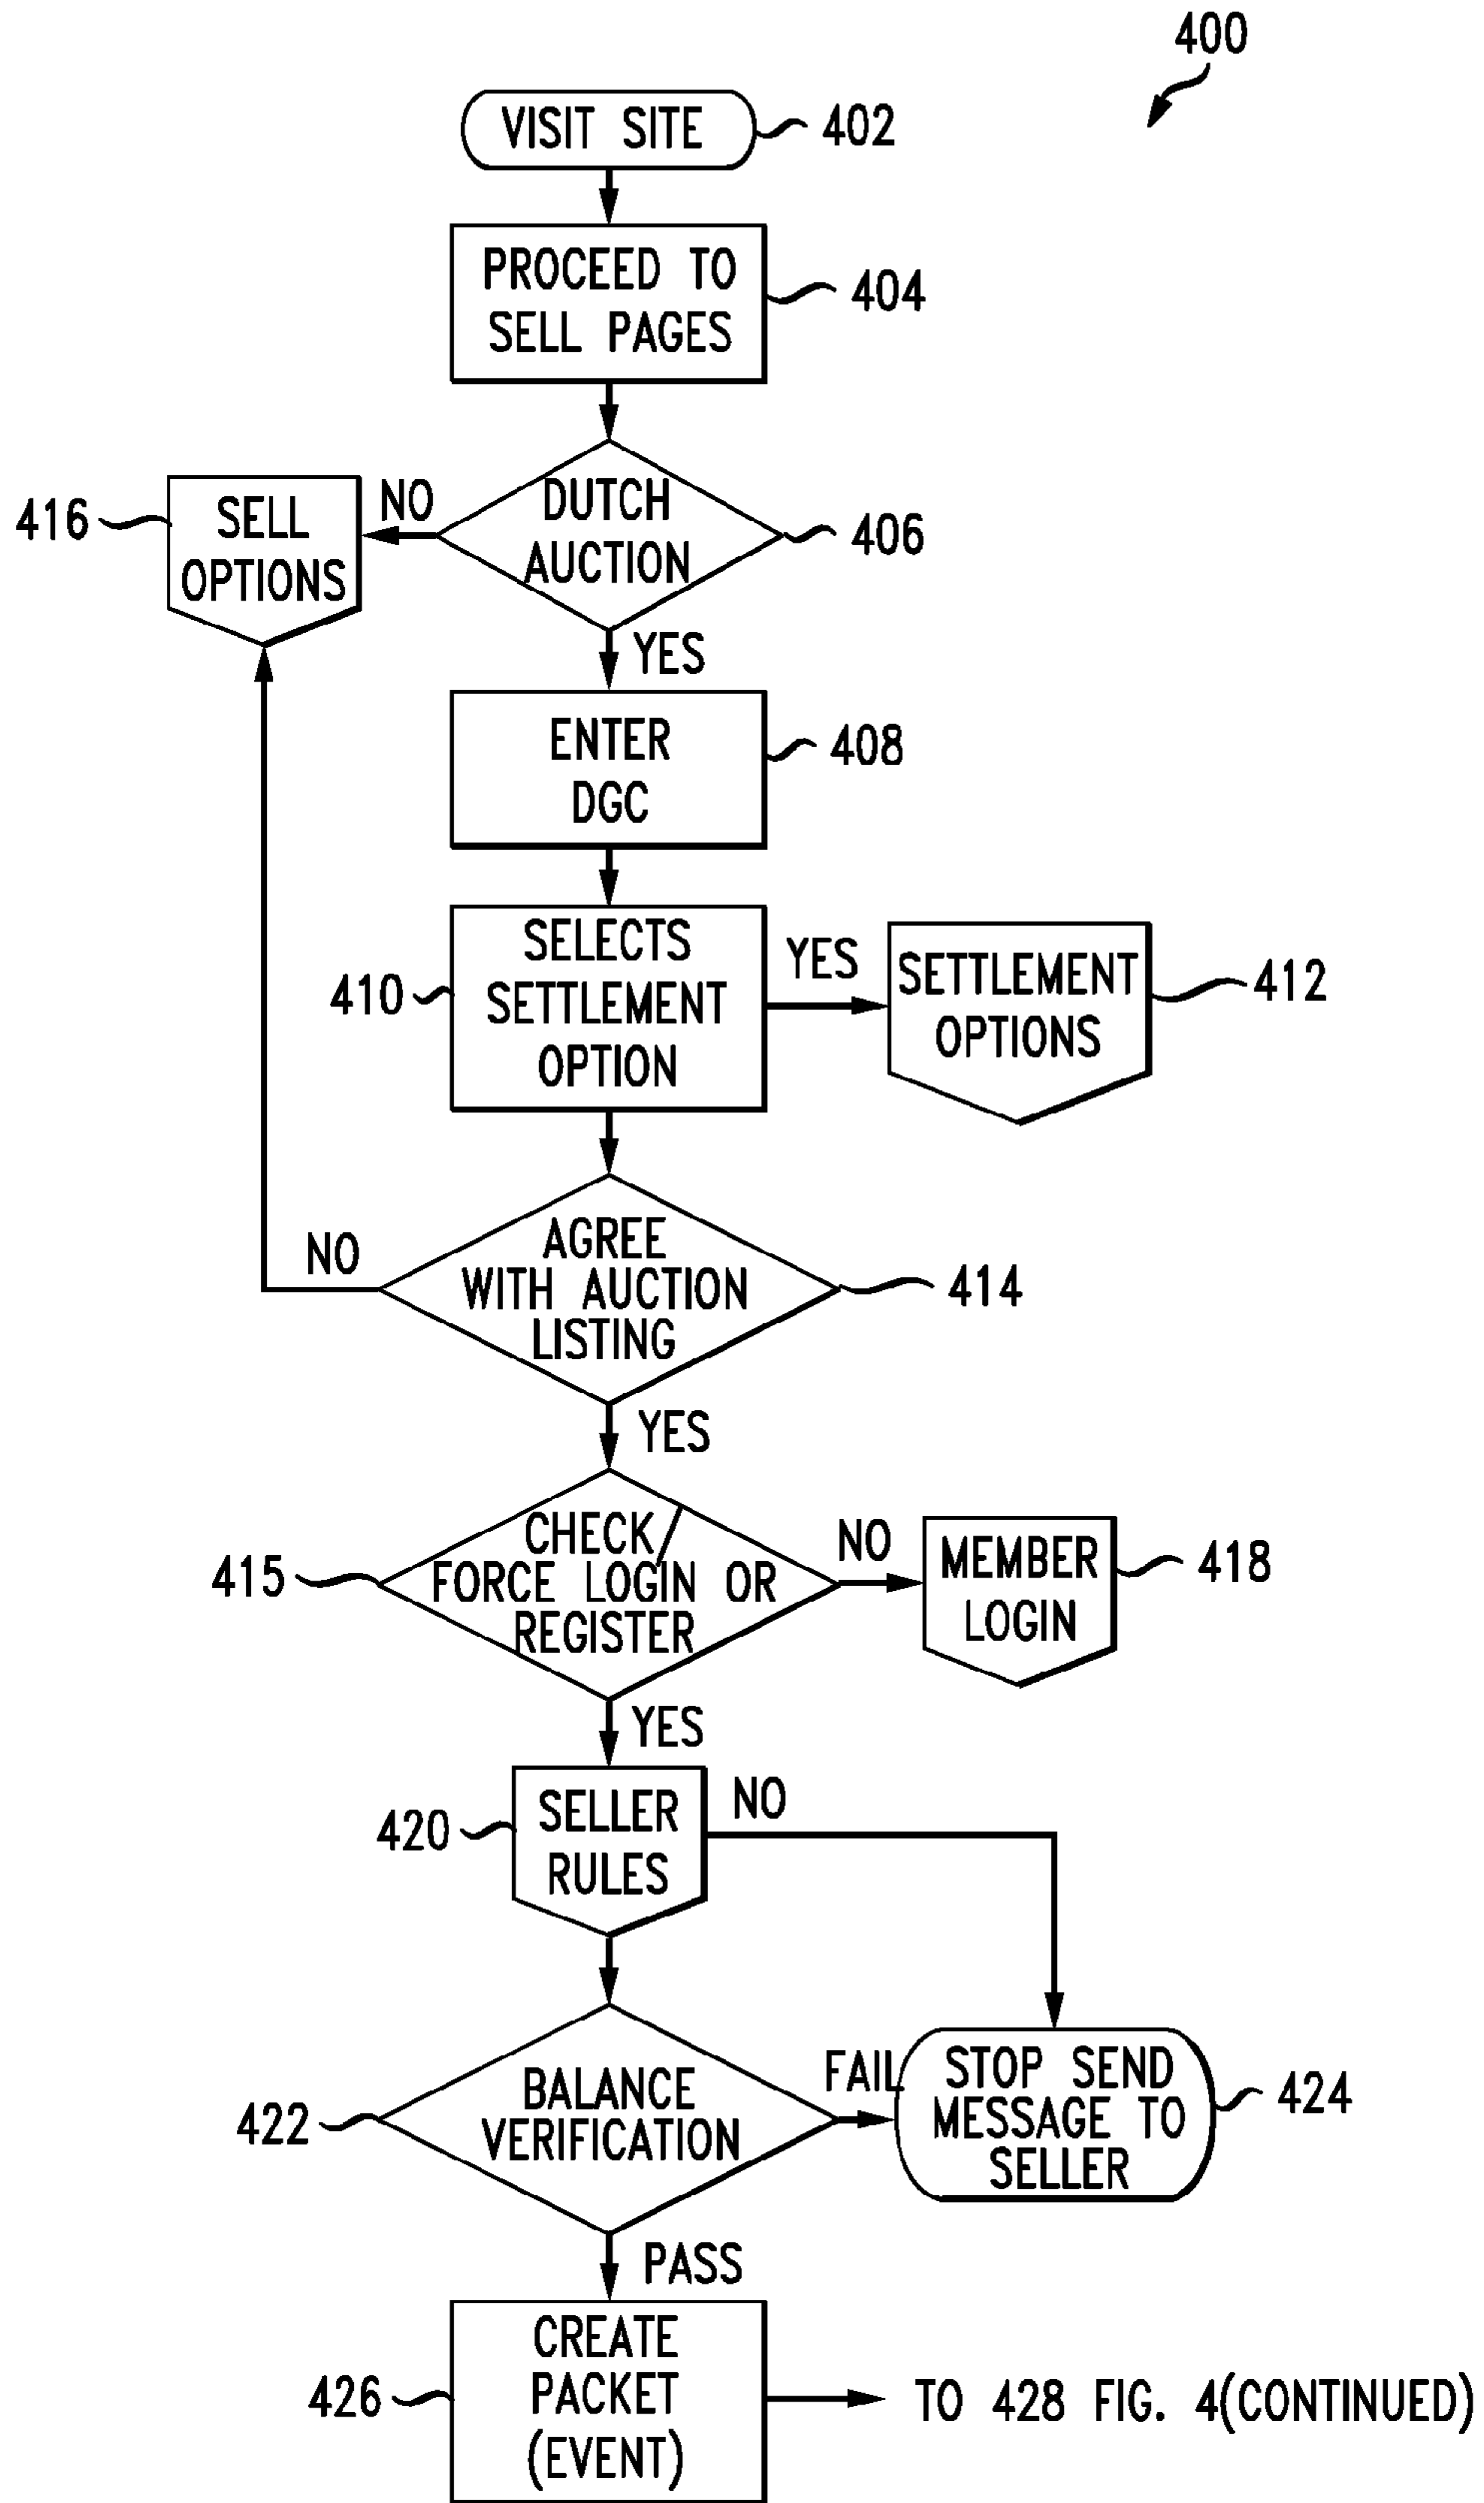 400
VISIT SITE
402
PROCEED TO
SELL PAGES
404
DUTCH
AUCTION
406
NO
416
SELL
OPTIONS
YES
ENTER
DGC
408
SELECTS
SETTLEMENT
OPTION
410
YES
SETTLEMENT
OPTIONS
412
AGREE
WITH AUCTION
LISTING
414
NO
YES
CHECK/
FORCE LOGIN OR
REGISTER
415
NO
MEMBER
LOGIN
418
YES
SELLER
RULES
420
NO
BALANCE
VERIFICATION
422
FAIL
STOP SEND
MESSAGE TO
SELLER
424
PASS
CREATE
PACKET
(EVENT)
426
TO 428 FIG. 4(CONTINUED)